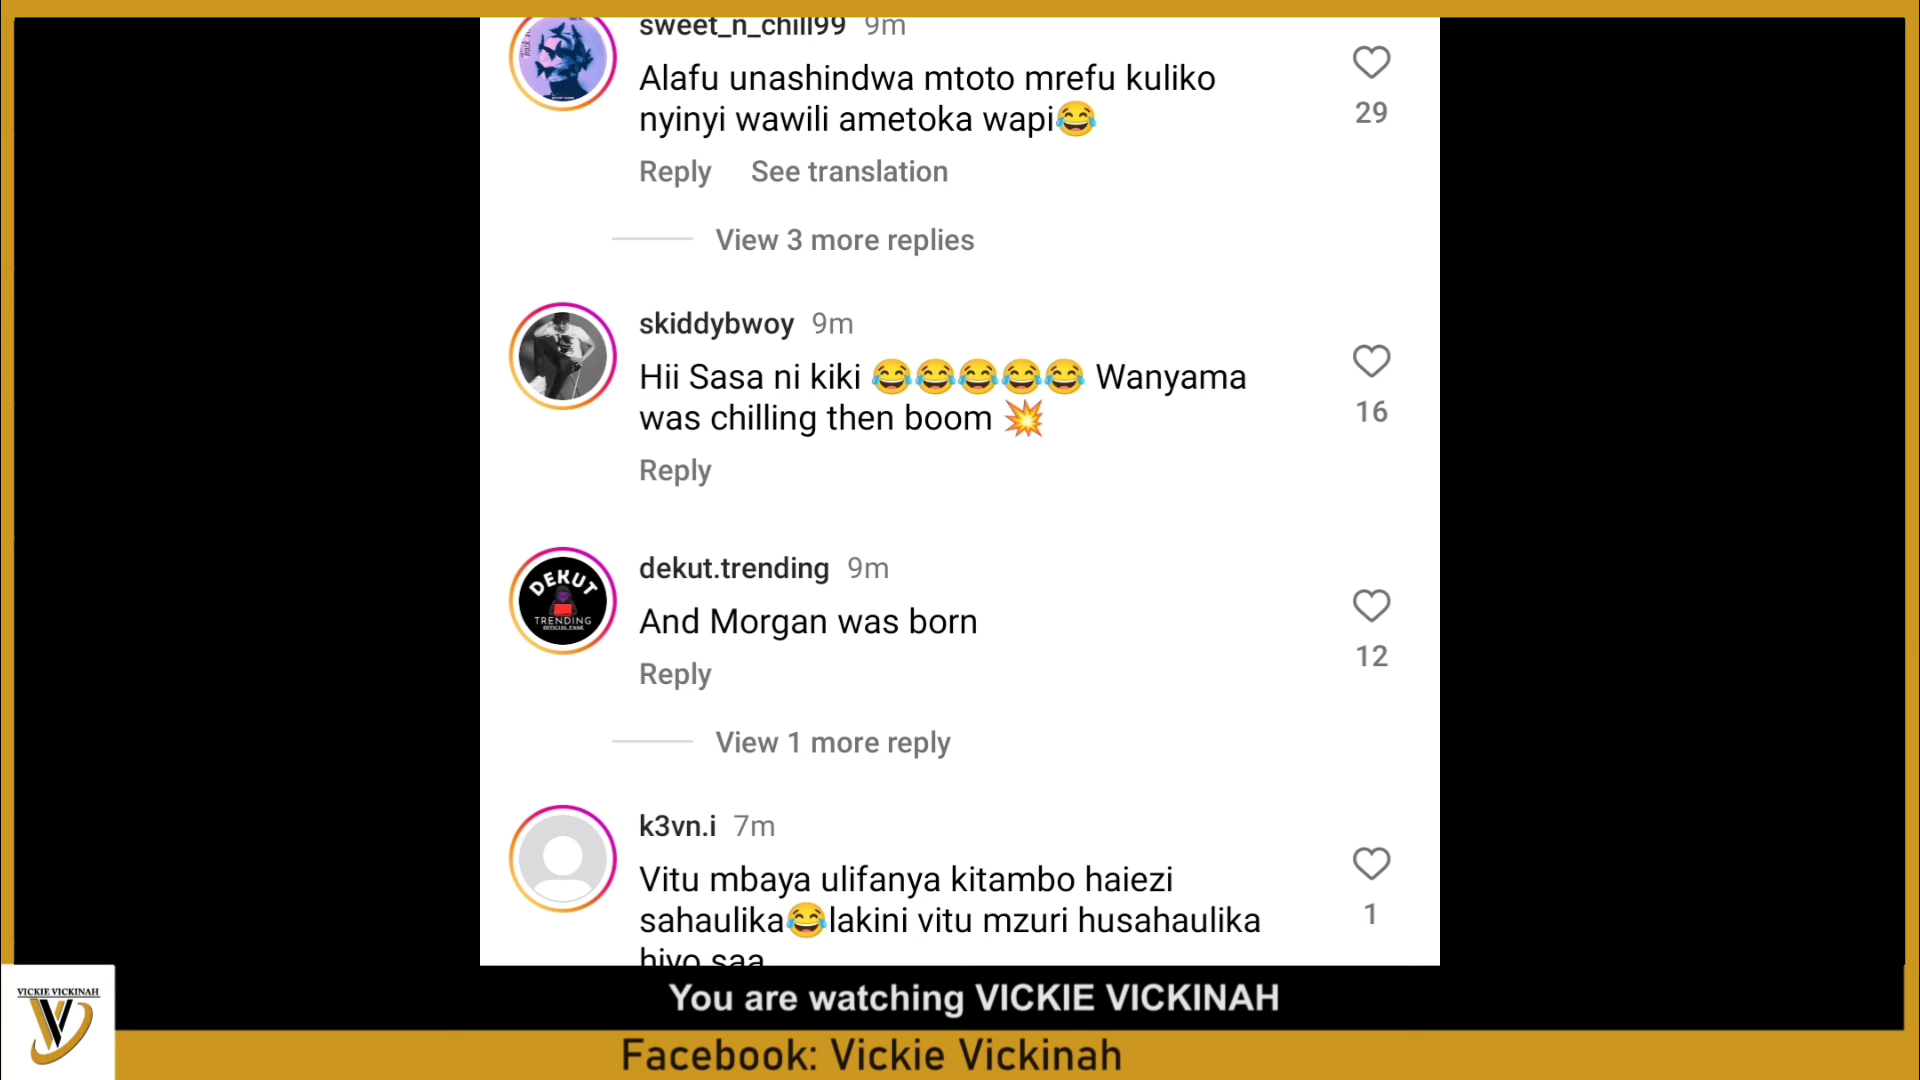 sweet_n_chill99 9m
Alafu unashindwa mtoto mrefu kuliko
nyinyi wawili ametoka wapi😂
29
Reply See translation
View 3 more replies
skiddybwoy 9m
Hii Sasa ni kiki 😂😂😂😂😂 Wanyama
was chilling then boom 💥
16
Reply
DEKUT
TRENDING
OFFICIAL PAGE
dekut.trending 9m
And Morgan was born
12
Reply
View 1 more reply
k3vn.i 7m
Vitu mbaya ulifanya kitambo haiezi
sahaulika😂lakini vitu mzuri husahaulika
hiyo saa
1
VICKIE VICKINAH
You are watching VICKIE VICKINAH
Facebook: Vickie Vickinah